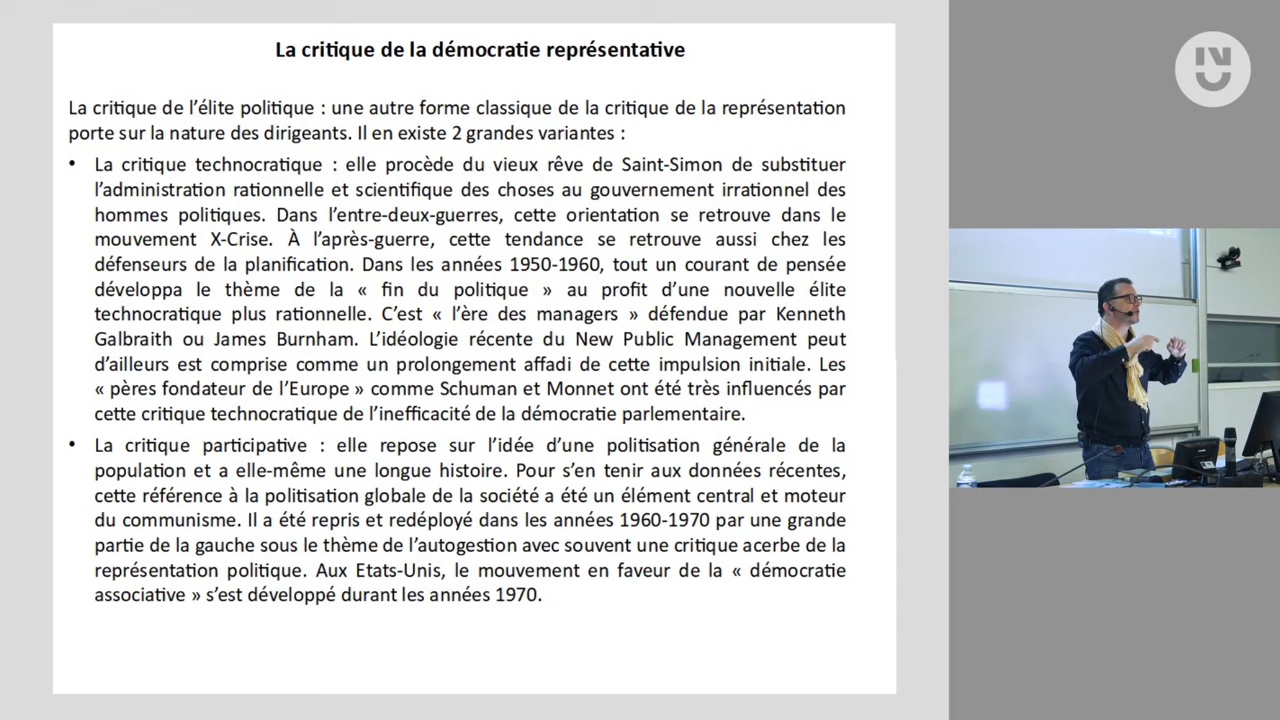 La critique de la démocratie représentative
La critique de l'élite politique : une autre forme classique de la critique de la représentation
porte sur la nature des dirigeants. Il en existe 2 grandes variantes :
• La critique technocratique : elle procède du vieux rêve de Saint-Simon de substituer
l'administration rationnelle et scientifique des choses au gouvernement irrationnel des
hommes politiques. Dans l'entre-deux-guerres, cette orientation se retrouve dans le
mouvement X-Crise. À l'après-guerre, cette tendance se retrouve aussi chez les
défenseurs de la planification. Dans les années 1950-1960, tout un courant de pensée
développa le thème de la « fin du politique » au profit d'une nouvelle élite
technocratique plus rationnelle. C'est « l'ère des managers » défendue par Kenneth
Galbraith ou James Burnham. L'idéologie récente du New Public Management peut
d'ailleurs est comprise comme un prolongement affadi de cette impulsion initiale. Les
« pères fondateur de l'Europe » comme Schuman et Monnet ont été très influencés par
cette critique technocratique de l'inefficacité de la démocratie parlementaire.
• La critique participative : elle repose sur l'idée d'une politisation générale de la
population et a elle-même une longue histoire. Pour s'en tenir aux données récentes,
cette référence à la politisation globale de la société a été un élément central et moteur
du communisme. Il a été repris et redéployé dans les années 1960-1970 par une grande
partie de la gauche sous le thème de l'autogestion avec souvent une critique acerbe de la
représentation politique. Aux Etats-Unis, le mouvement en faveur de la « démocratie
associative » s'est développé durant les années 1970.